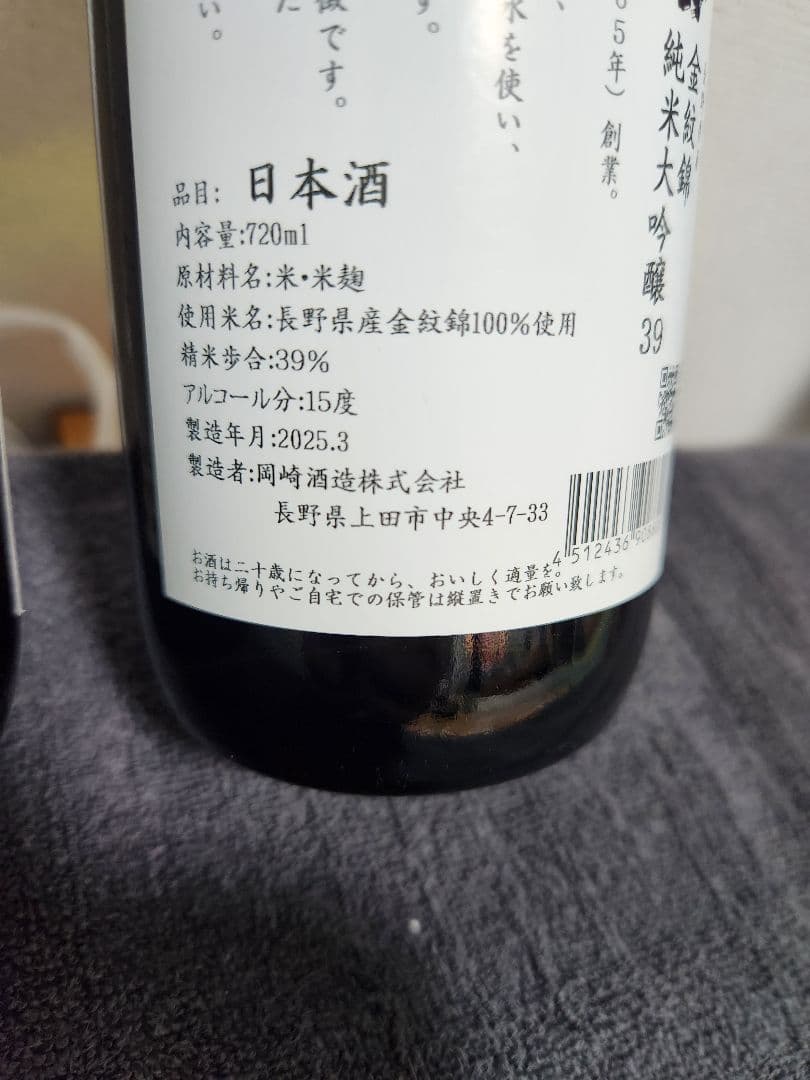 金紋錦
純米大吟醸39
65年)創業。
水を使い、
す。
徴です。
た
い。
品目: 日本酒
内容量:720ml
原材料名:米・米麹
使用米名:長野県産金紋錦100%使用
精米歩合:39%
アルコール分:15度
製造年月:2025.3
製造者:岡崎酒造株式会社
長野県上田市中央4-7-33
お酒は二十歳になってから、おいしく適量を。
お持ち帰りやご自宅での保管は縦置きでお願い致します。
4 512436